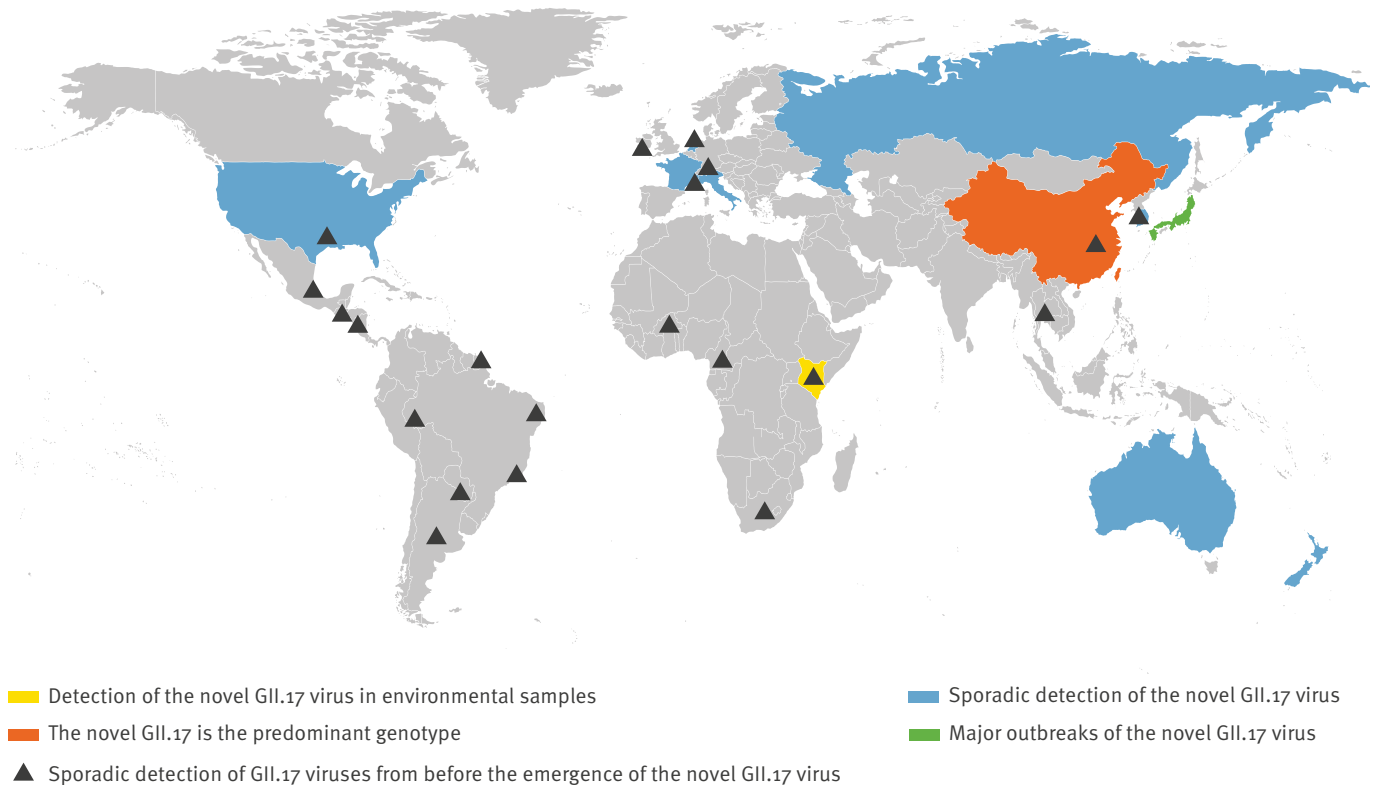 Detection of the novel GII.17 virus in environmental samples
The novel GII.17 is the predominant genotype
Sporadic detection of GII.17 viruses from before the emergence of the novel GII.17 virus
Sporadic detection of the novel GII.17 virus
Major outbreaks of the novel GII.17 virus